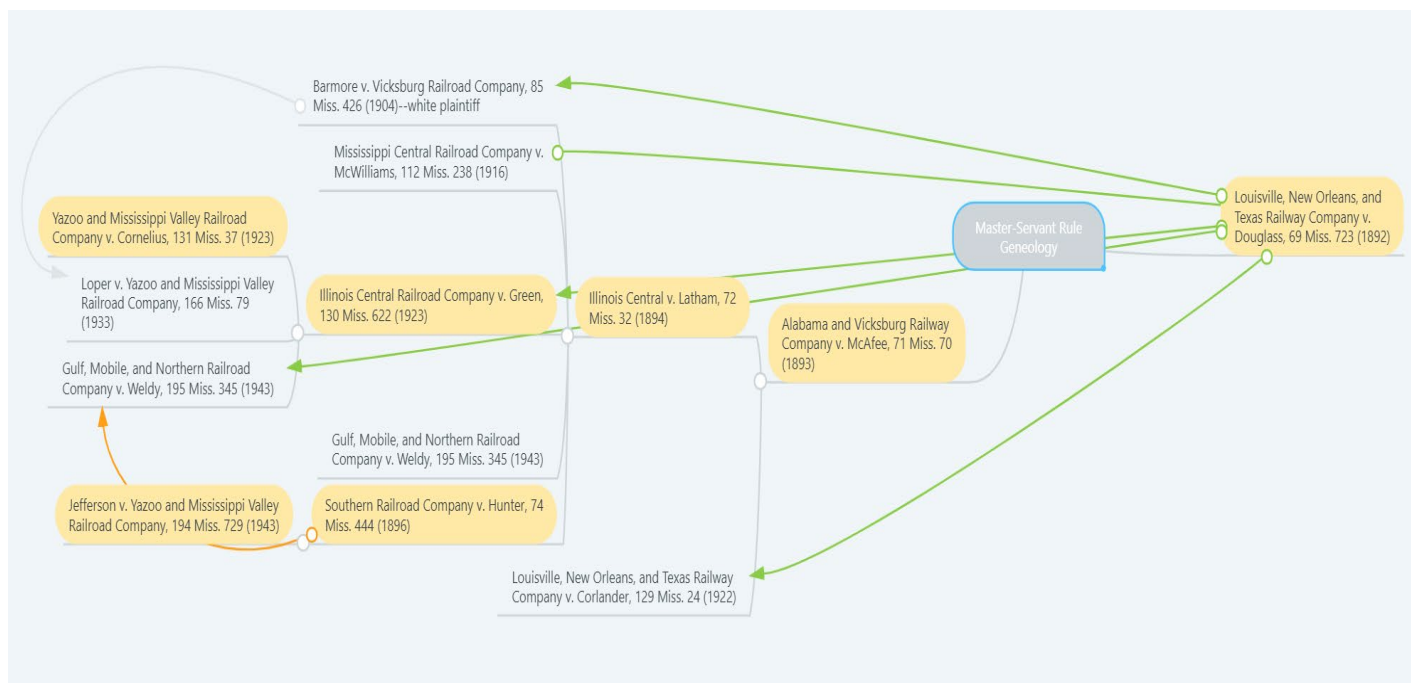 Barmore v. Vicksburg Railroad Company, 85
Miss. 426 (1904)--white plaintiff
Mississippi Central Railroad Company v.
McWilliams, 112 Miss. 238 (1916)
Yazoo and Mississippi Valley Railroad
Company v. Cornelius, 131 Miss. 37 (1923)
Loper v. Yazoo and Mississippi Valley
Railroad Company, 166 Miss. 79
(1933)
Gulf, Mobile, and Northern Railroad
Company v. Weldy, 195 Miss. 345 (1943)
Illinois Central Railroad Company v. Green,
130 Miss. 622 (1923)
Illinois Central v. Latham, 72
Miss. 32 (1894)
Alabama and Vicksburg Railway
Company v. McAfee, 71 Miss. 70
(1893)
Master-Servant Rule
Geneology
Louisville, New Orleans, and
Texas Railway Company v.
Douglass, 69 Miss. 723 (1892)
Gulf, Mobile, and Northern Railroad
Company v. Weldy, 195 Miss. 345 (1943)
Jefferson v. Yazoo and Mississippi Valley
Railroad Company, 194 Miss. 729 (1943)
Southern Railroad Company v. Hunter, 74
Miss. 444 (1896)
Louisville, New Orleans, and Texas Railway
Company v. Corlander, 129 Miss. 24 (1922)